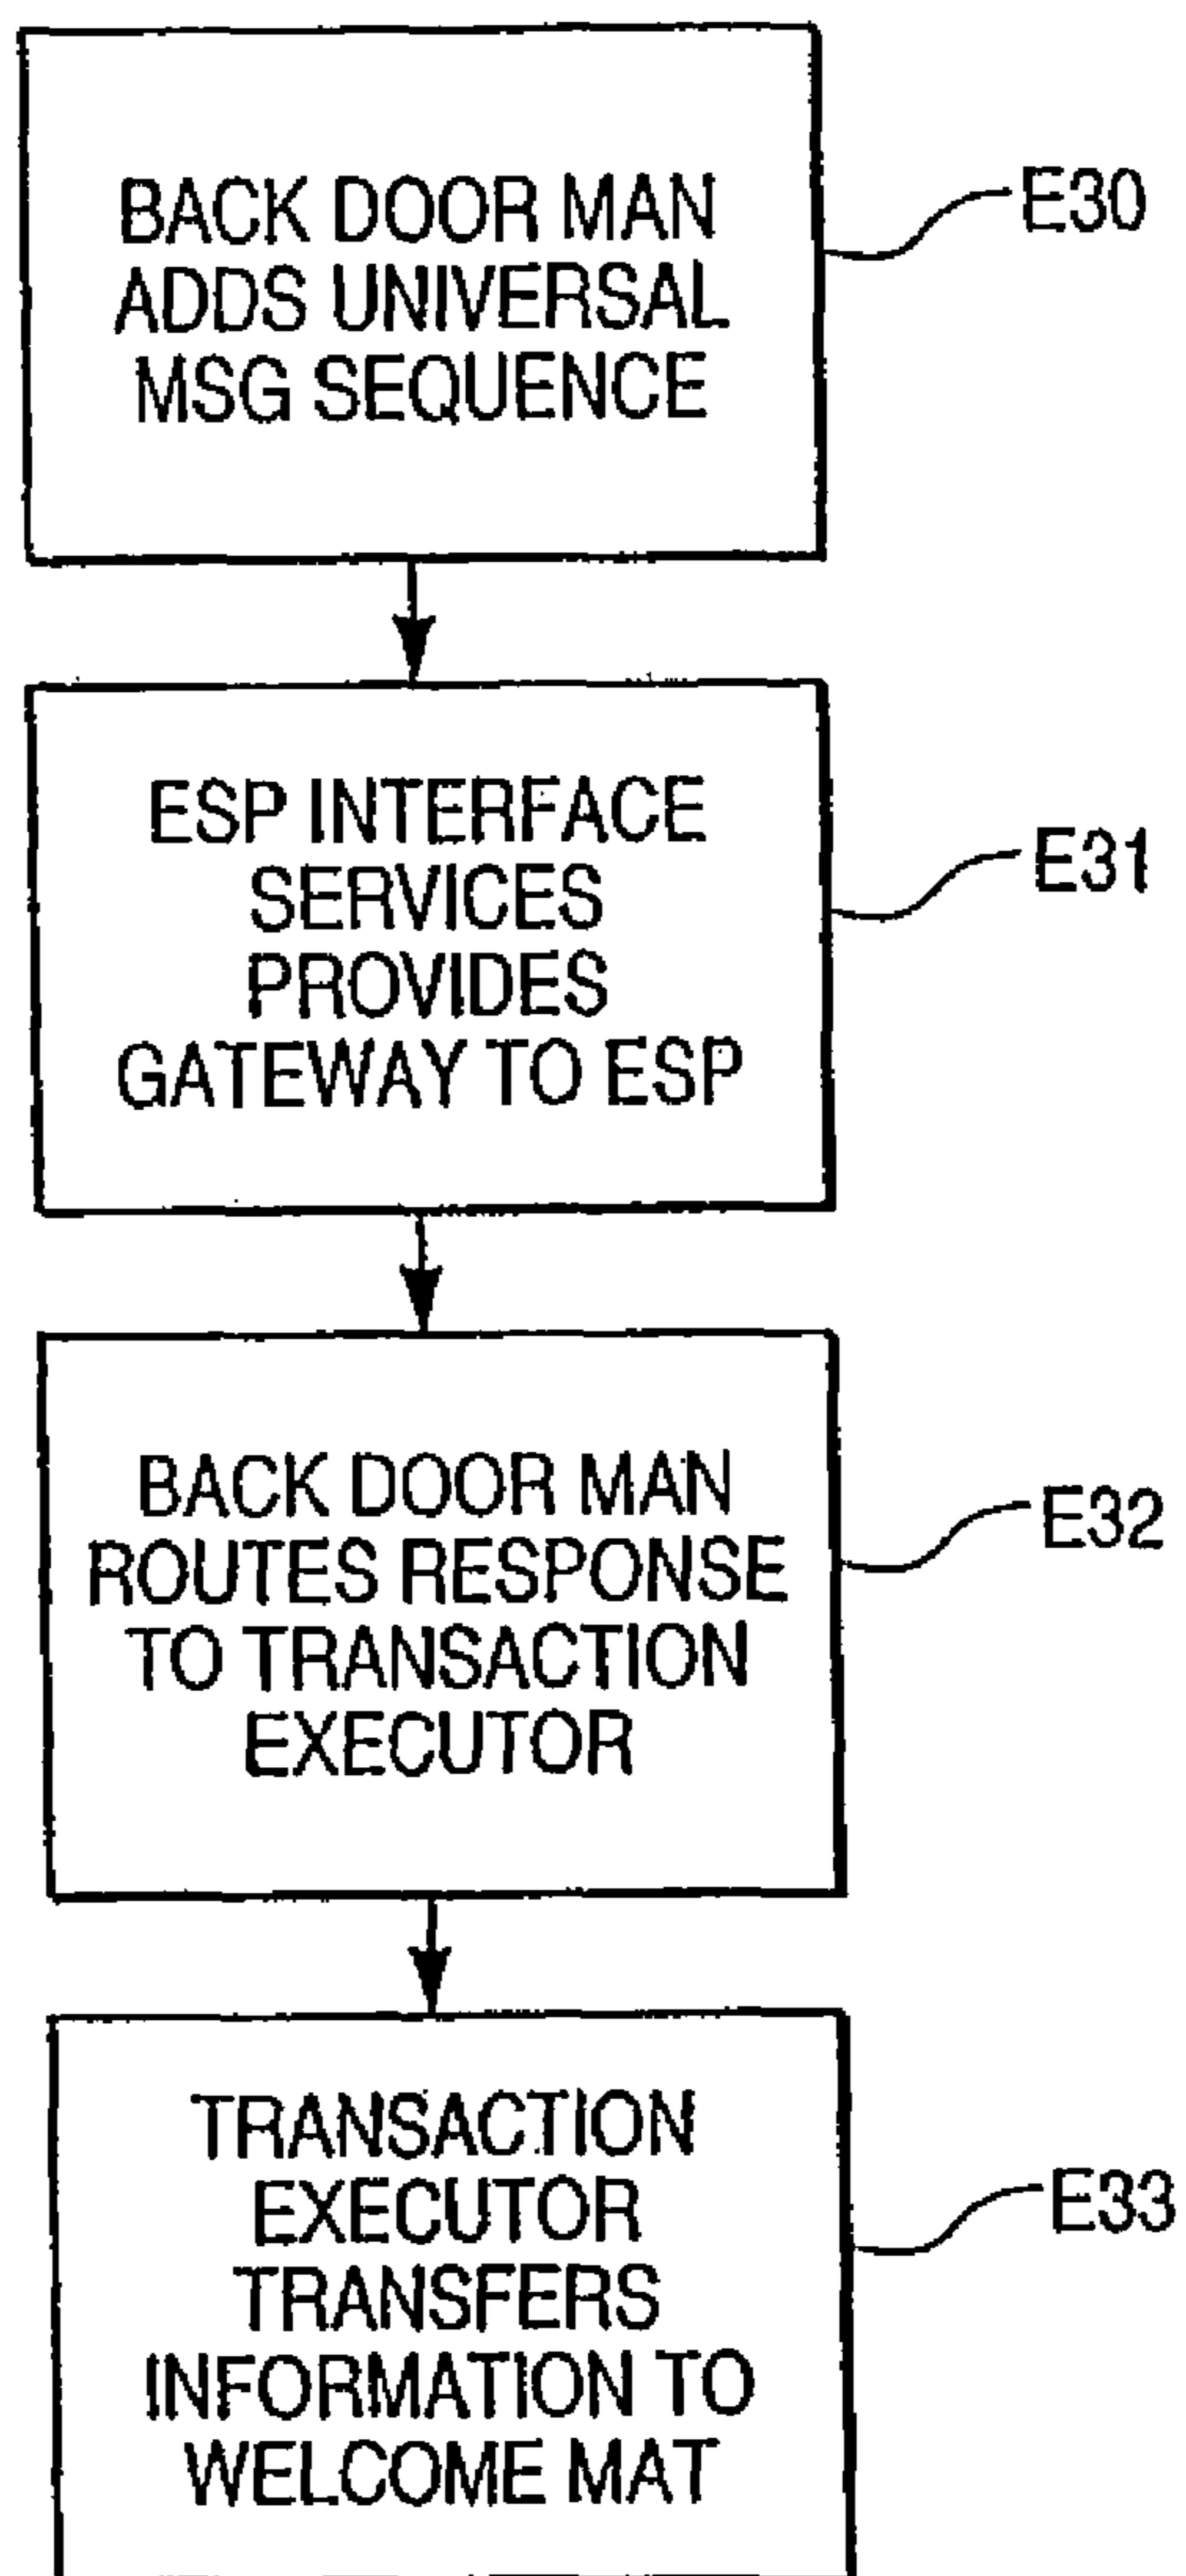 BACK DOOR MAN
ADDS UNIVERSAL
MSG SEQUENCE
E30
ESP INTERFACE
SERVICES
PROVIDES
GATEWAY TO ESP
E31
BACK DOOR MAN
ROUTES RESPONSE
TO TRANSACTION
EXECUTOR
E32
TRANSACTION
EXECUTOR
TRANSFERS
INFORMATION TO
WELCOME MAT
E33